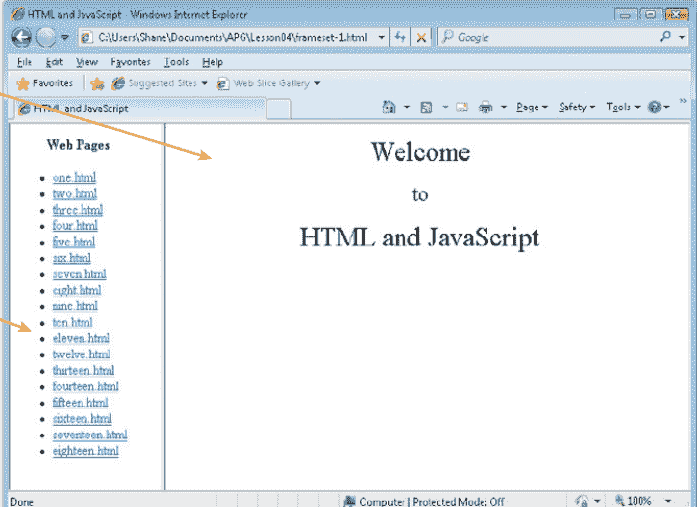 HTML and JavaScript - Windows Internet Explorer
C:\Users\Shane\Documents\APG\Lesson04\frameset-1.html
Google
File Edit View Favorites Tools Help
Favorites Suggested Sites Web Slice Gallery
HTML and JavaScript
Page Safety Tools
Web Pages
one.html
two.html
three.html
four.html
five.html
six.html
seven.html
eight.html
nine.html
ten.html
eleven.html
twelve.html
thirteen.html
fourteen.html
fifteen.html
sixteen.html
seventeen.html
eighteen.html
Welcome
to
HTML and JavaScript
Done
Computer | Protected Mode: Off
100%